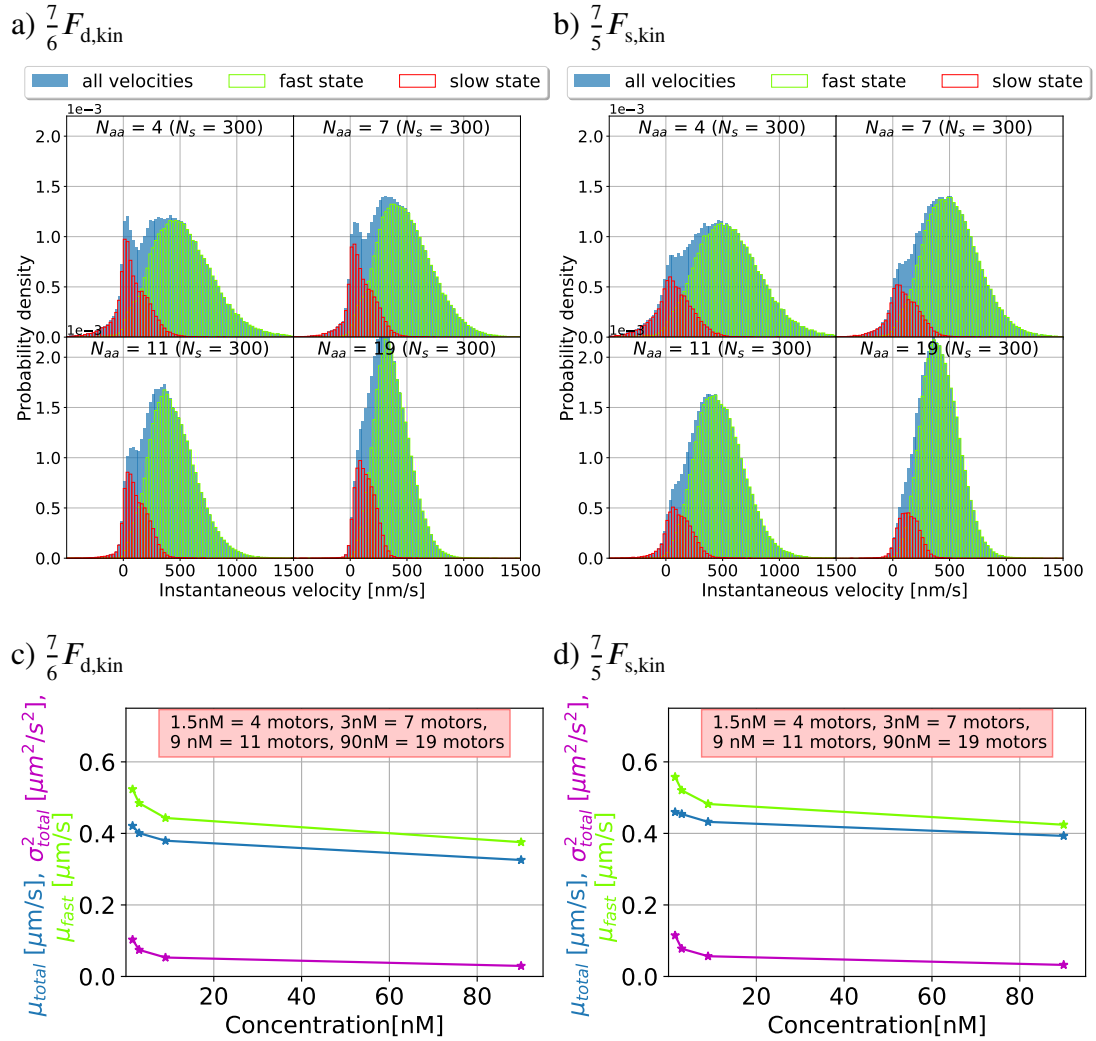 a) 7/6 F_d,kin
b) 7/5 F_s,kin
all velocities fast state slow state
all velocities fast state slow state
1e−3
N_aa = 4 (N_s = 300)
N_aa = 7 (N_s = 300)
2.0
1.5
1.0
0.5
0.0
Probability density
1e−3
N_aa = 11 (N_s = 300)
N_aa = 19 (N_s = 300)
2.0
1.5
1.0
0.5
0.0
0 500 1000 1500 0 500 1000 1500
Instantaneous velocity [nm/s]
1e−3
N_aa = 4 (N_s = 300)
N_aa = 7 (N_s = 300)
2.0
1.5
1.0
0.5
0.0
Probability density
1e−3
N_aa = 11 (N_s = 300)
N_aa = 19 (N_s = 300)
2.0
1.5
1.0
0.5
0.0
0 500 1000 1500 0 500 1000 1500
Instantaneous velocity [nm/s]
c) 7/6 F_d,kin
μ_total [μm/s], σ²_total [μm²/s²],
μ_fast [μm/s]
1.5nM = 4 motors, 3nM = 7 motors,
9 nM = 11 motors, 90nM = 19 motors
0.6
0.4
0.2
0.0
20 40 60 80
Concentration[nM]
d) 7/5 F_s,kin
μ_total [μm/s], σ²_total [μm²/s²],
μ_fast [μm/s]
1.5nM = 4 motors, 3nM = 7 motors,
9 nM = 11 motors, 90nM = 19 motors
0.6
0.4
0.2
0.0
20 40 60 80
Concentration[nM]